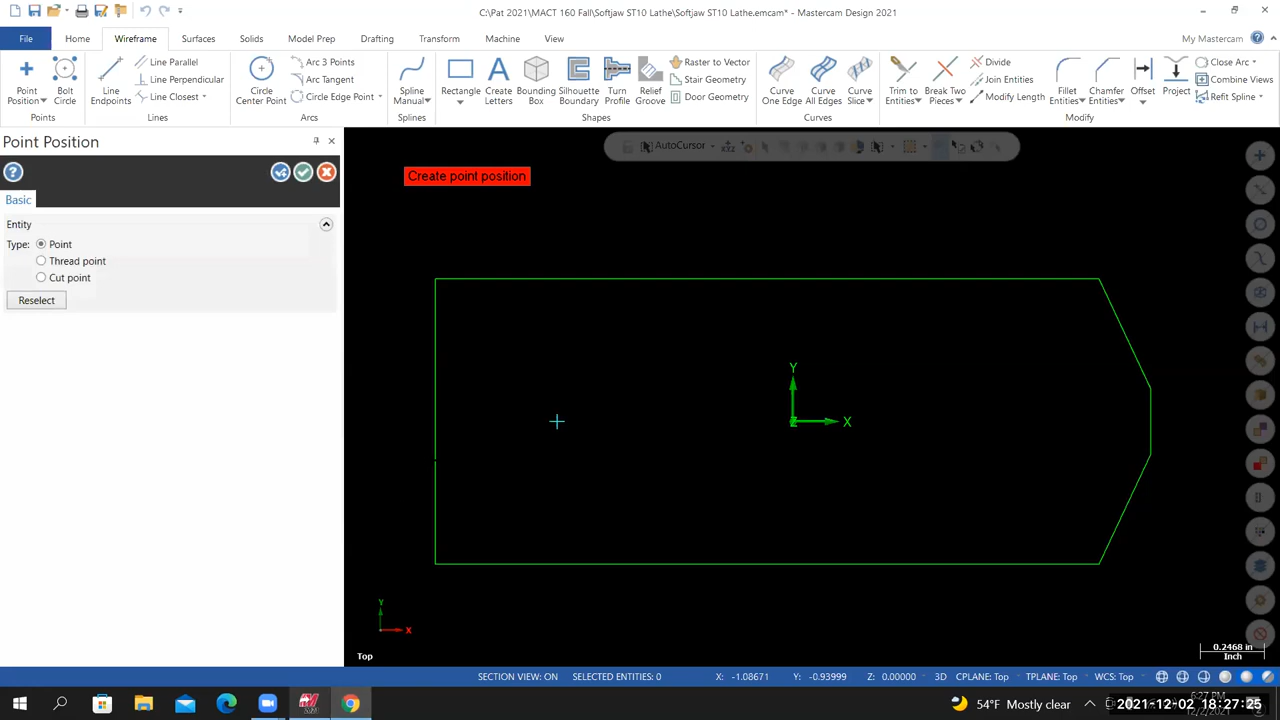 C:\Pat 2021\MACT 160 Fall\Softjaw ST10 Lathe\Softjaw ST10 Lathe.emcam* - Mastercam Design 2021
File Home Wireframe Surfaces Solids Model Prep Drafting Transform Machine View My Mastercam
Point Position
Bolt Circle
Points
Line Endpoints
Line Parallel
Line Perpendicular
Line Closest
Lines
Circle Center Point
Arc 3 Points
Arc Tangent
Circle Edge Point
Arcs
Spline Manual
Splines
Rectangle
Create Letters
Bounding Box
Silhouette Boundary
Turn Profile
Relief Groove
Raster to Vector
Stair Geometry
Door Geometry
Shapes
Curve One Edge
Curve All Edges
Curve Slice
Curves
Trim to Entities
Break Two Pieces
Divide
Join Entities
Modify Length
Fillet Entities
Chamfer Entities
Offset
Project
Close Arc
Combine Views
Refit Spline
Modify
Point Position
Basic
Entity
Type: Point
Thread point
Cut point
Reselect
AutoCursor
XYZ
Create point position
Y
X
Z
Y
X
Top
0.2468 in
Inch
SECTION VIEW: ON SELECTED ENTITIES: 0 X: -1.08671 Y: -0.93999 Z: 0.00000 3D CPLANE: Top TPLANE: Top WCS: Top
54°F Mostly clear
6:27 PM
2021-12-02 18:27:25
12/2/2021